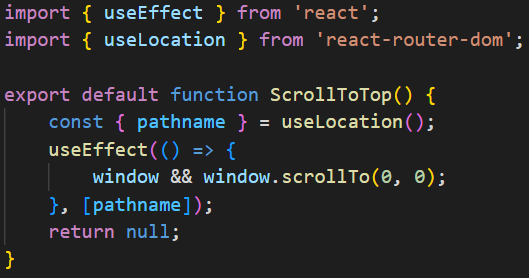 import { useEffect } from 'react';
import { useLocation } from 'react-router-dom';
export default function ScrollToTop() {
const { pathname } = useLocation();
useEffect(() => {
window && window.scrollTo(0, 0);
}, [pathname]);
return null;
}